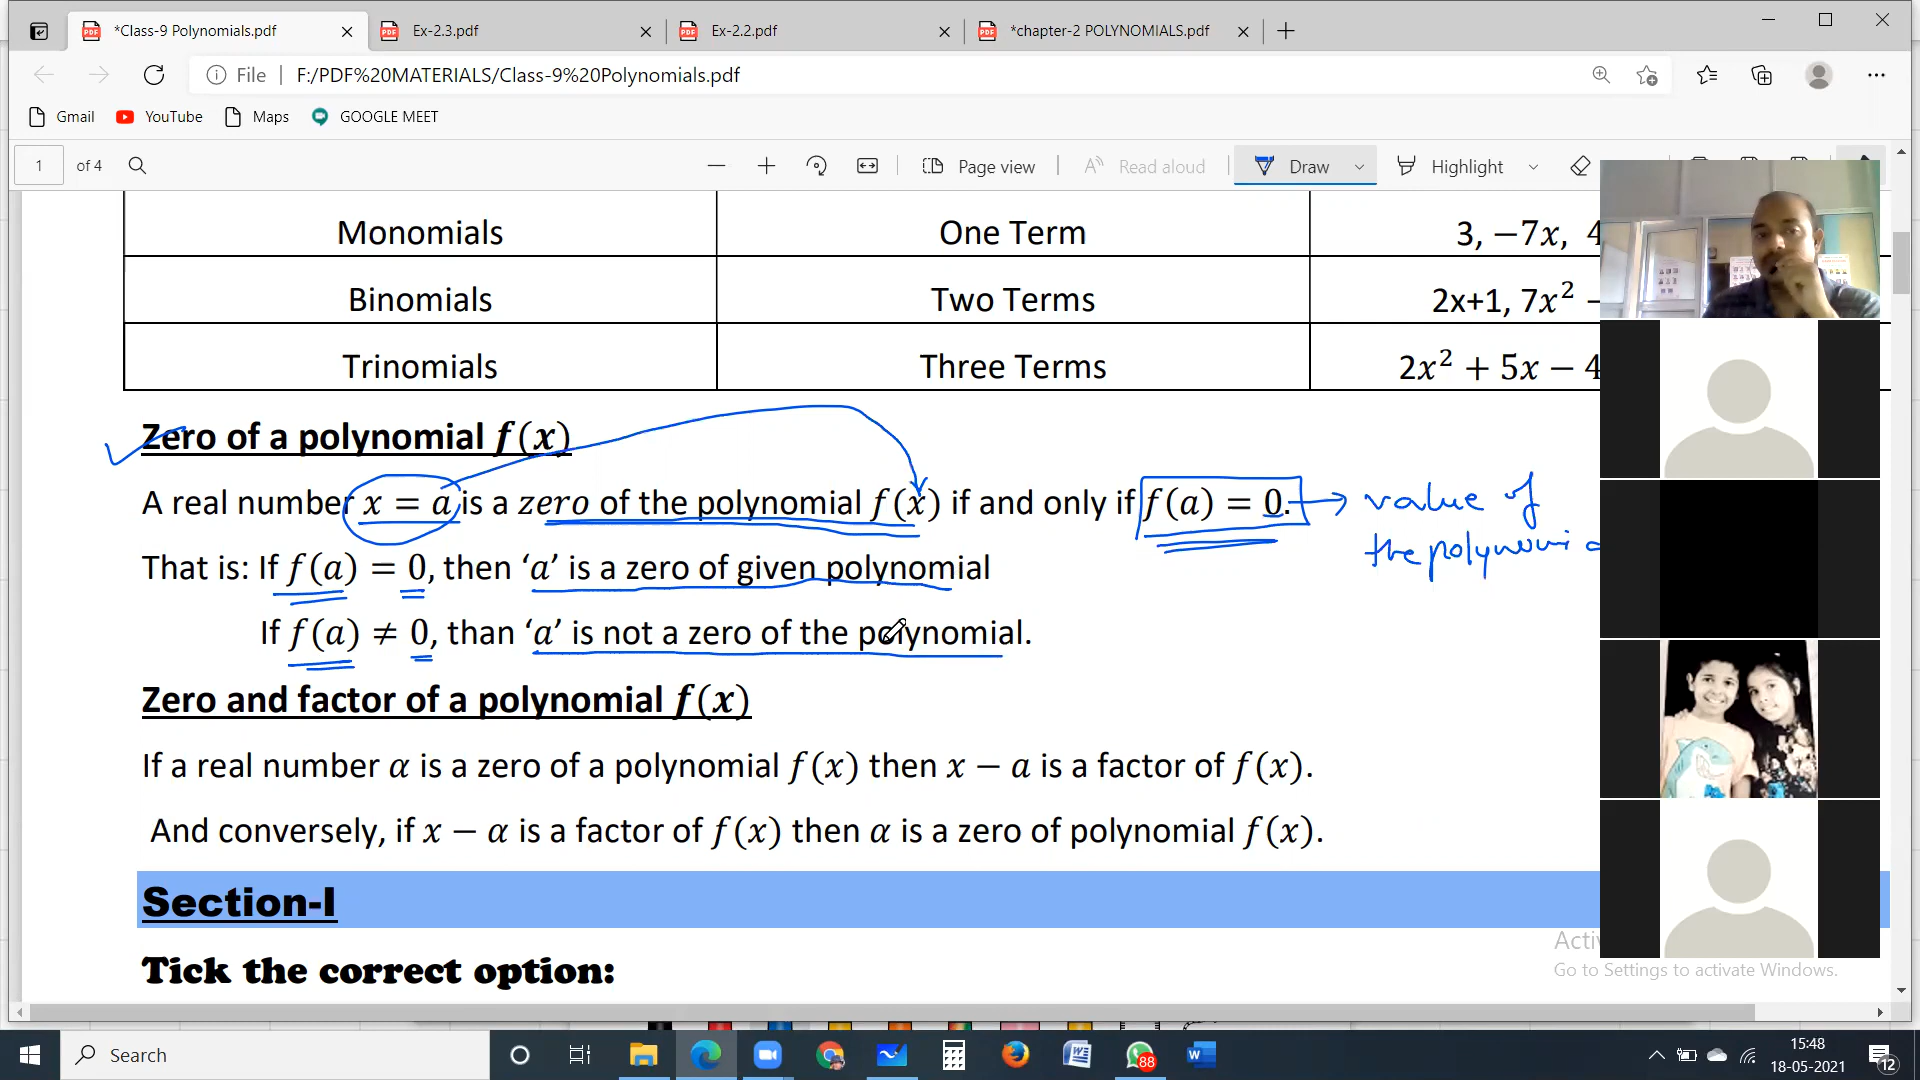 *Class-9 Polynomials.pdf
Ex-2.3.pdf
Ex-2.2.pdf
*chapter-2 POLYNOMIALS.pdf
File F:/PDF%20MATERIALS/Class-9%20Polynomials.pdf
Gmail YouTube Maps GOOGLE MEET
1 of 4 Page view Read aloud Draw Highlight
Monomials One Term 3, −7x, 4
Binomials Two Terms 2x+1, 7x² −
Trinomials Three Terms 2x² + 5x − 4
Zero of a polynomial f(x)
A real number x = a is a zero of the polynomial f(x) if and only if f(a) = 0. → value of
the polynomi
That is: If f(a) = 0, then ‘a’ is a zero of given polynomial
If f(a) ≠ 0, than ‘a’ is not a zero of the polynomial.
Zero and factor of a polynomial f(x)
If a real number α is a zero of a polynomial f(x) then x − a is a factor of f(x).
And conversely, if x − α is a factor of f(x) then α is a zero of polynomial f(x).
Section-I
Tick the correct option:
Acti
Go to Settings to activate Windows.
Search
88
15:48
18-05-2021
12